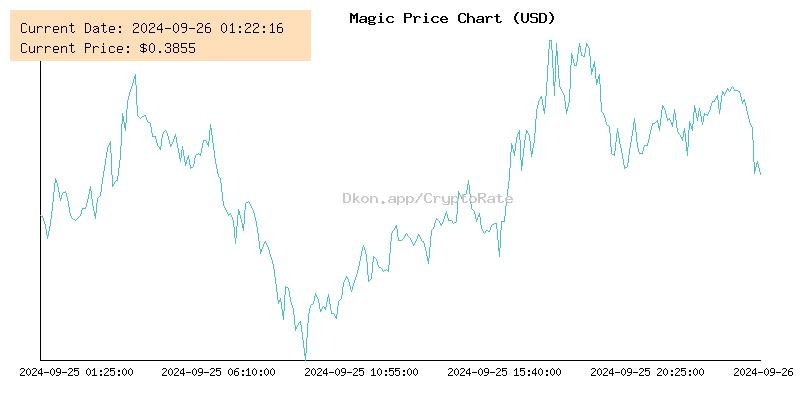 Magic Price Chart (USD)
Current Date: 2024-09-26 01:22:16
Current Price: $0.3855
Dkon.app/CryptoRate
2024-09-25 01:25:00 2024-09-25 06:10:00 2024-09-25 10:55:00 2024-09-25 15:40:00 2024-09-25 20:25:00 2024-09-26